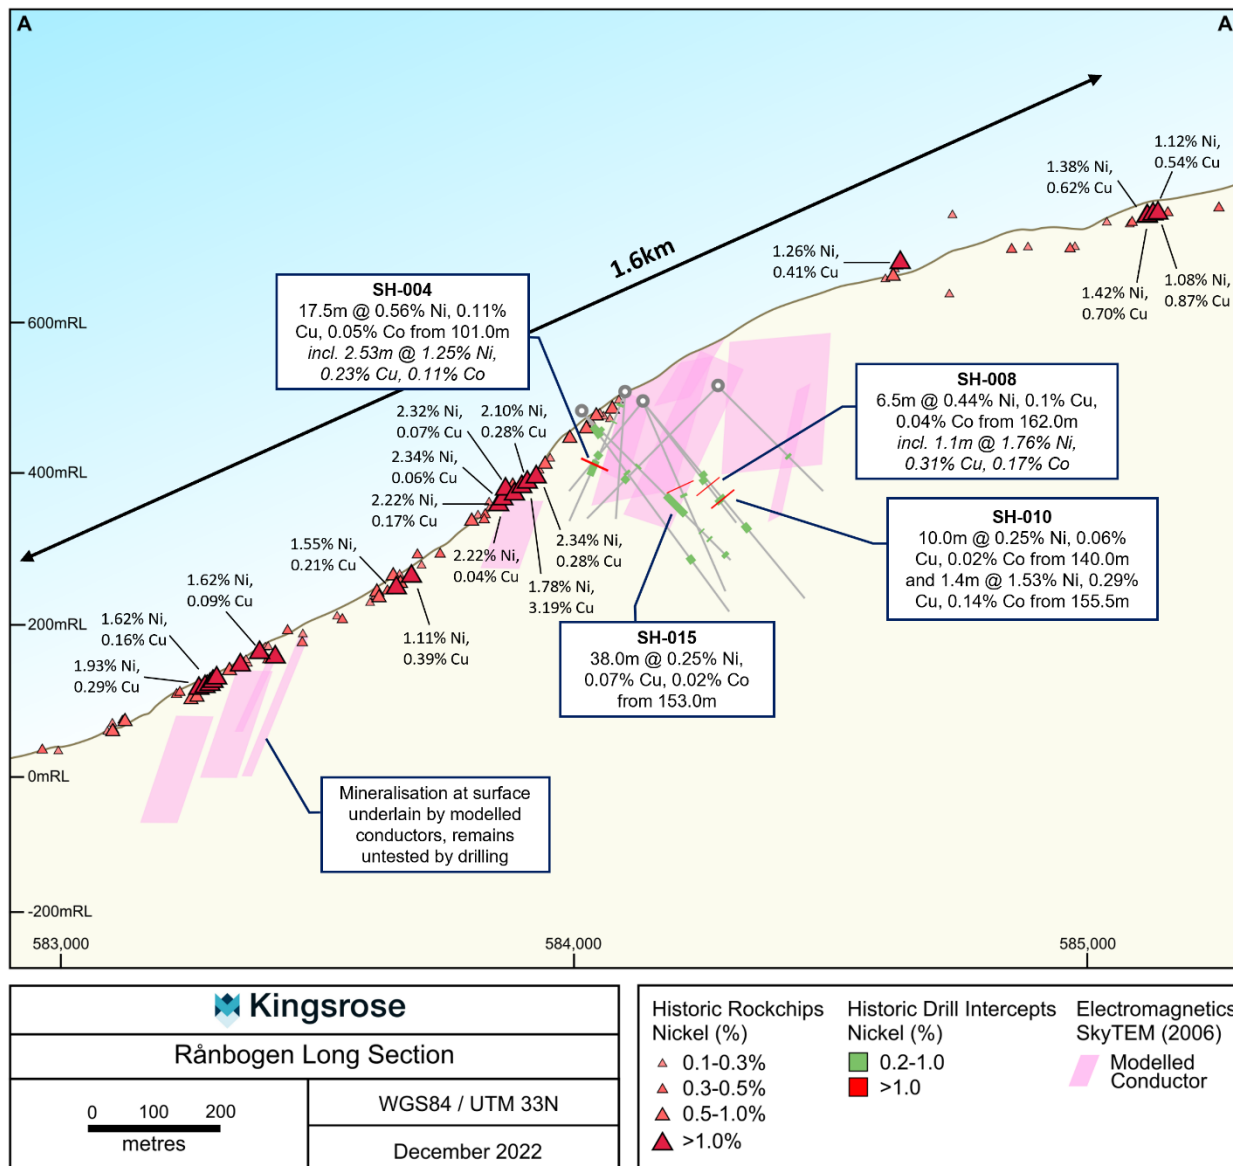 A
A
1.6km
1.12% Ni,
0.54% Cu
1.38% Ni,
0.62% Cu
1.26% Ni,
0.41% Cu
1.42% Ni,
0.70% Cu
1.08% Ni,
0.87% Cu
SH-004
17.5m @ 0.56% Ni, 0.11%
Cu, 0.05% Co from 101.0m
incl. 2.53m @ 1.25% Ni,
0.23% Cu, 0.11% Co
600mRL
SH-008
6.5m @ 0.44% Ni, 0.1% Cu,
0.04% Co from 162.0m
incl. 1.1m @ 1.76% Ni,
0.31% Cu, 0.17% Co
2.32% Ni,
0.07% Cu
2.10% Ni,
0.28% Cu
2.34% Ni,
0.06% Cu
400mRL
2.22% Ni,
0.17% Cu
SH-010
10.0m @ 0.25% Ni, 0.06%
Cu, 0.02% Co from 140.0m
and 1.4m @ 1.53% Ni, 0.29%
Cu, 0.14% Co from 155.5m
2.34% Ni,
0.28% Cu
1.55% Ni,
0.21% Cu
2.22% Ni,
0.04% Cu
1.78% Ni,
3.19% Cu
1.62% Ni,
0.09% Cu
200mRL
1.62% Ni,
0.16% Cu
1.11% Ni,
0.39% Cu
SH-015
38.0m @ 0.25% Ni,
0.07% Cu, 0.02% Co
from 153.0m
1.93% Ni,
0.29% Cu
0mRL
Mineralisation at surface
underlain by modelled
conductors, remains
untested by drilling
-200mRL
583,000
584,000
585,000
Kingsrose
Rånbogen Long Section
0 100 200
metres
WGS84 / UTM 33N
December 2022
Historic Rockchips
Nickel (%)
0.1-0.3%
0.3-0.5%
0.5-1.0%
>1.0%
Historic Drill Intercepts
Nickel (%)
0.2-1.0
>1.0
Electromagnetics
SkyTEM (2006)
Modelled
Conductor